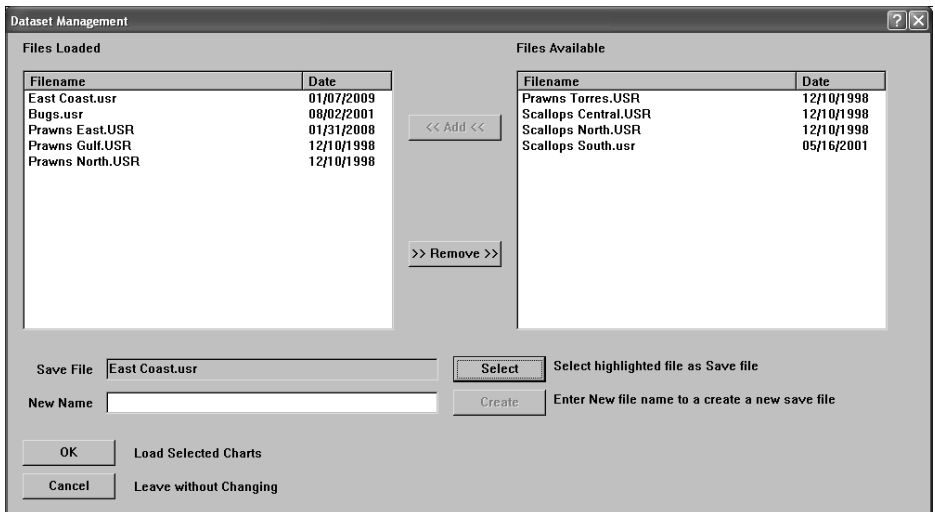 Dataset Management
Files Loaded
Files Available
Filename Date
East Coast.usr 01/07/2009
Bugs.usr 08/02/2001
Prawns East.USR 01/31/2008
Prawns Gulf.USR 12/10/1998
Prawns North.USR 12/10/1998
<< Add <<
>> Remove >>
Filename Date
Prawns Torres.USR 12/10/1998
Scallops Central.USR 12/10/1998
Scallops North.USR 12/10/1998
Scallops South.usr 05/16/2001
Save File East Coast.usr Select Select highlighted file as Save file
New Name Create Enter New file name to a create a new save file
OK Load Selected Charts
Cancel Leave without Changing